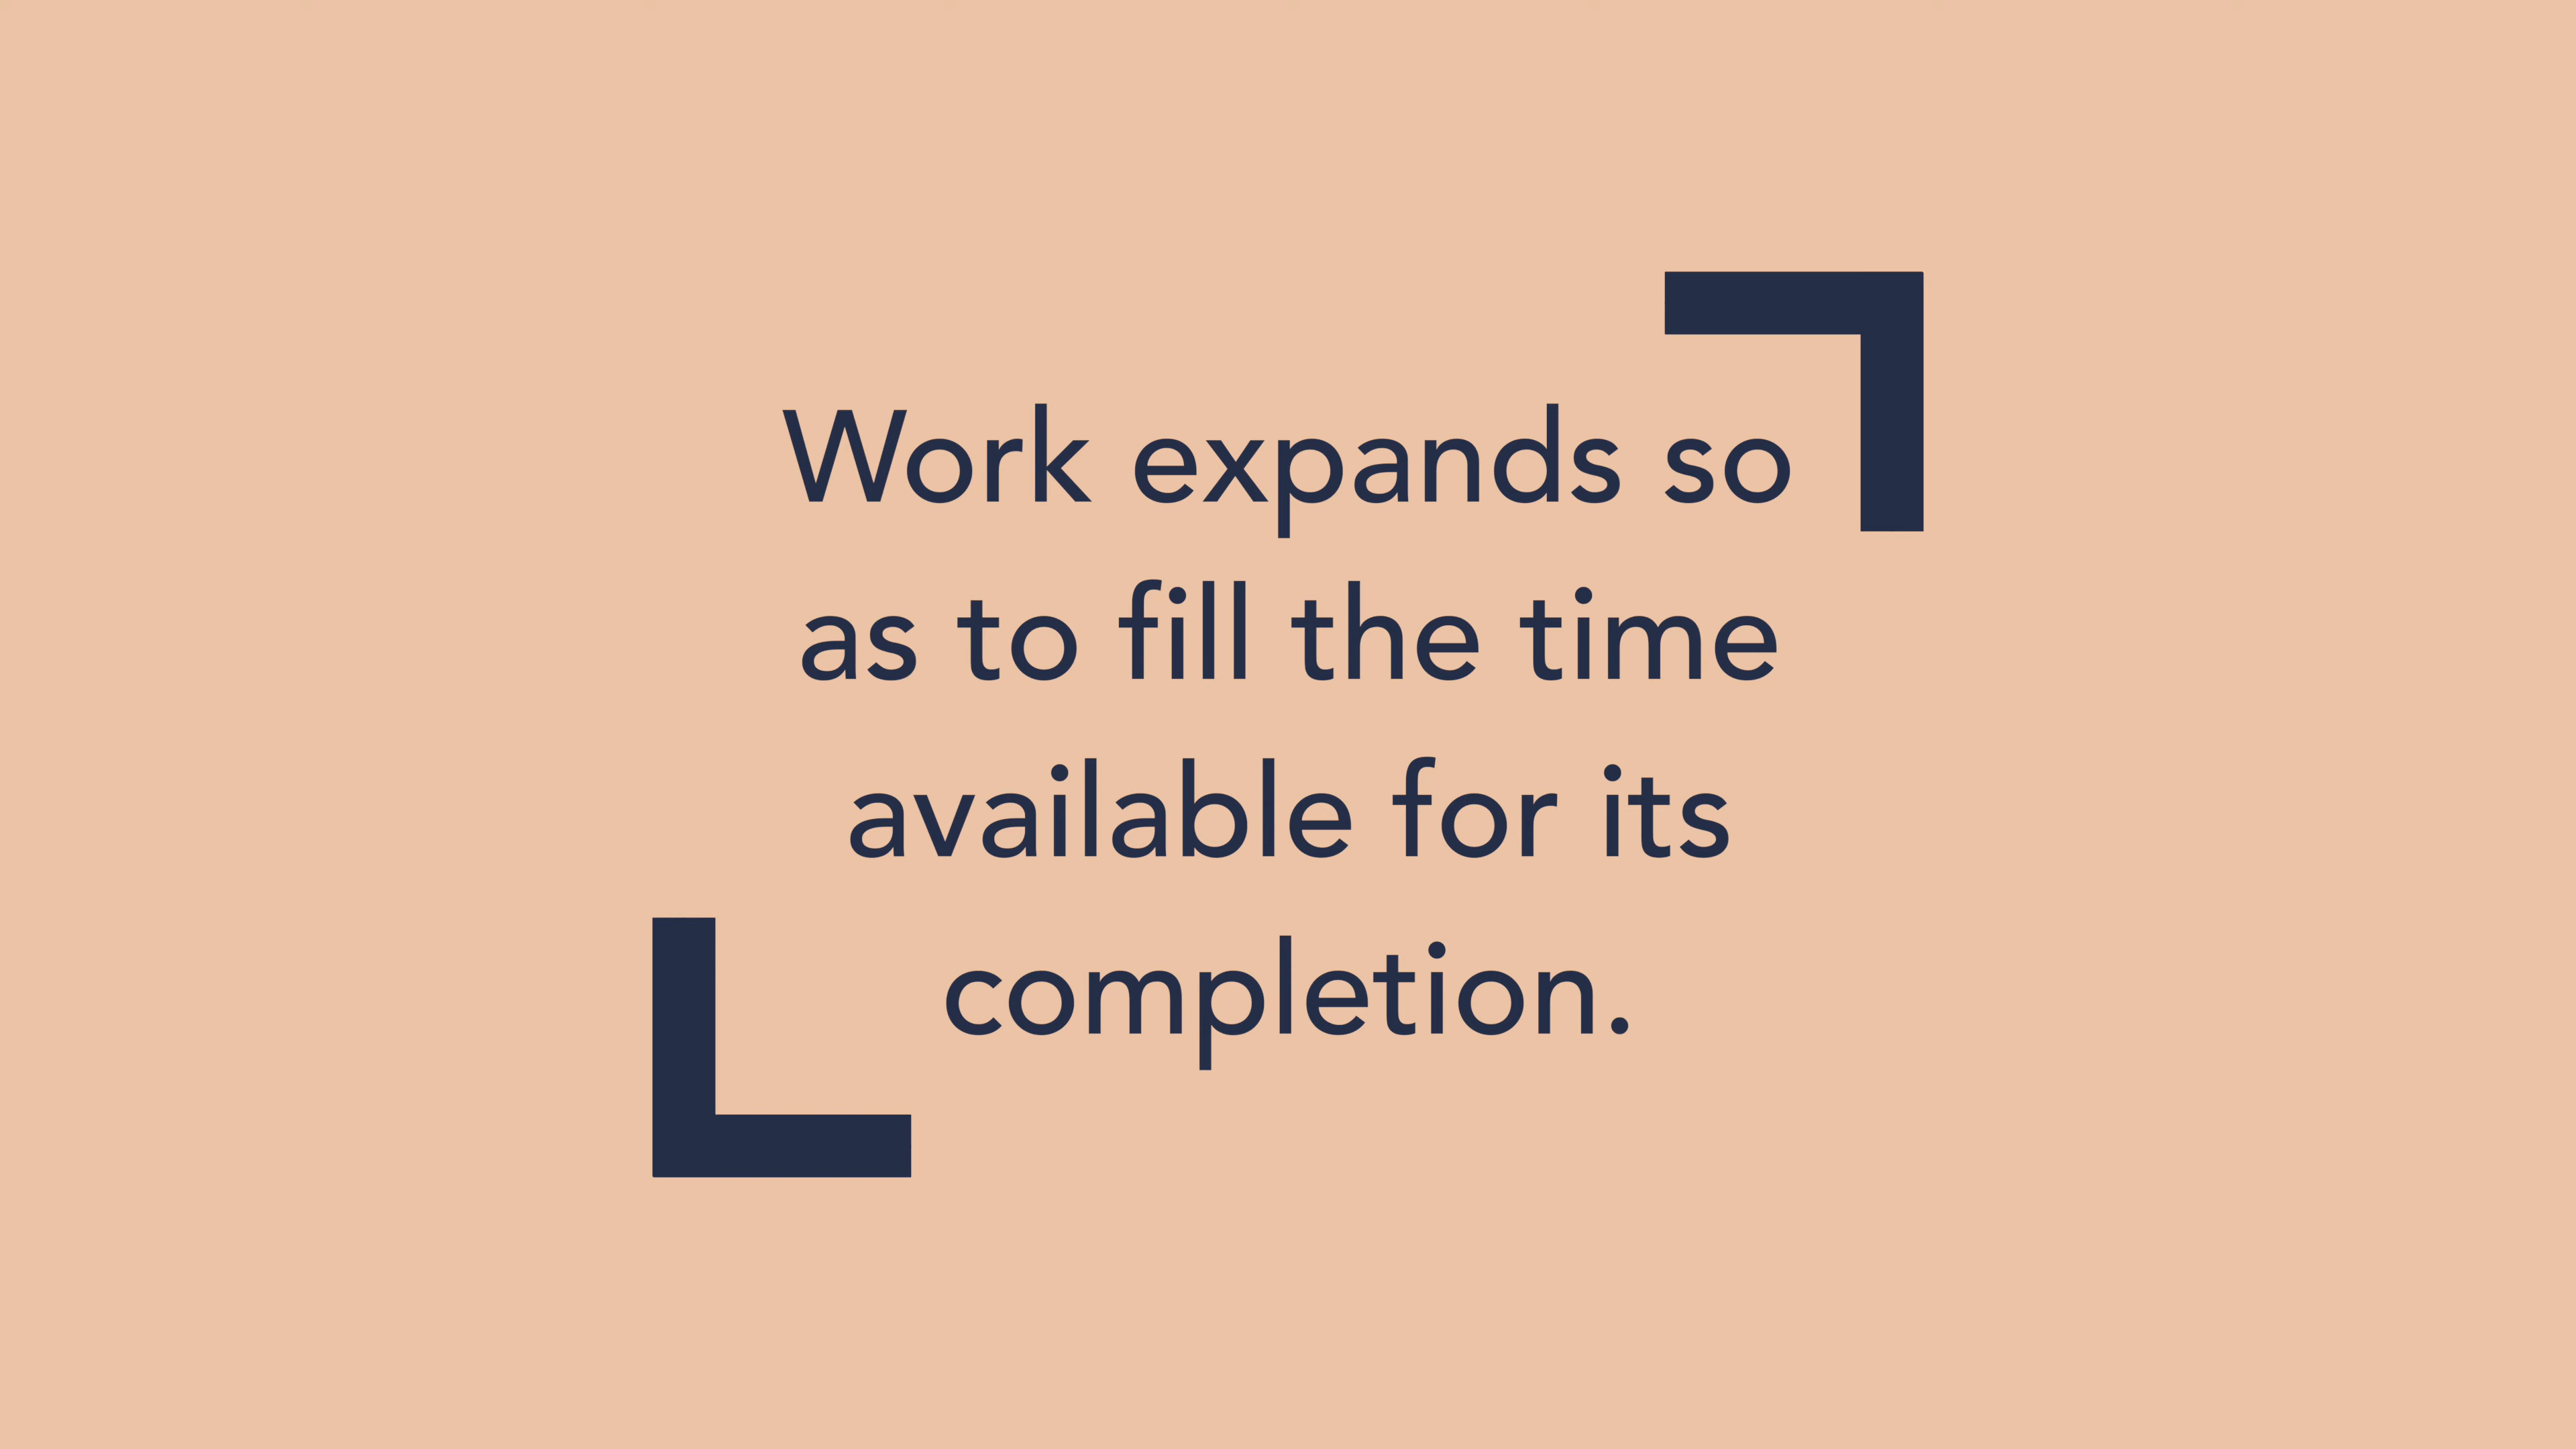 Work expands so
as to fill the time
available for its
completion.